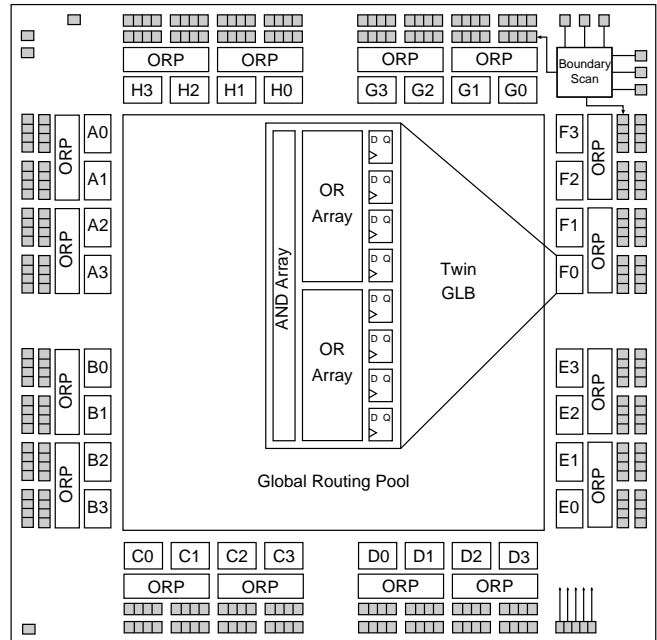 ORP ORP ORP ORP
H3 H2 H1 H0 G3 G2 G1 G0
Boundary
Scan
A0
A1
ORP
A2
A3
ORP
B0
B1
ORP
B2
B3
ORP
AND Array
OR
Array
OR
Array
D Q
D Q
D Q
D Q
D Q
D Q
D Q
D Q
Twin
GLB
Global Routing Pool
F3
F2
ORP
F1
F0
ORP
E3
E2
ORP
E1
E0
ORP
C0 C1 C2 C3 D0 D1 D2 D3
ORP ORP ORP ORP